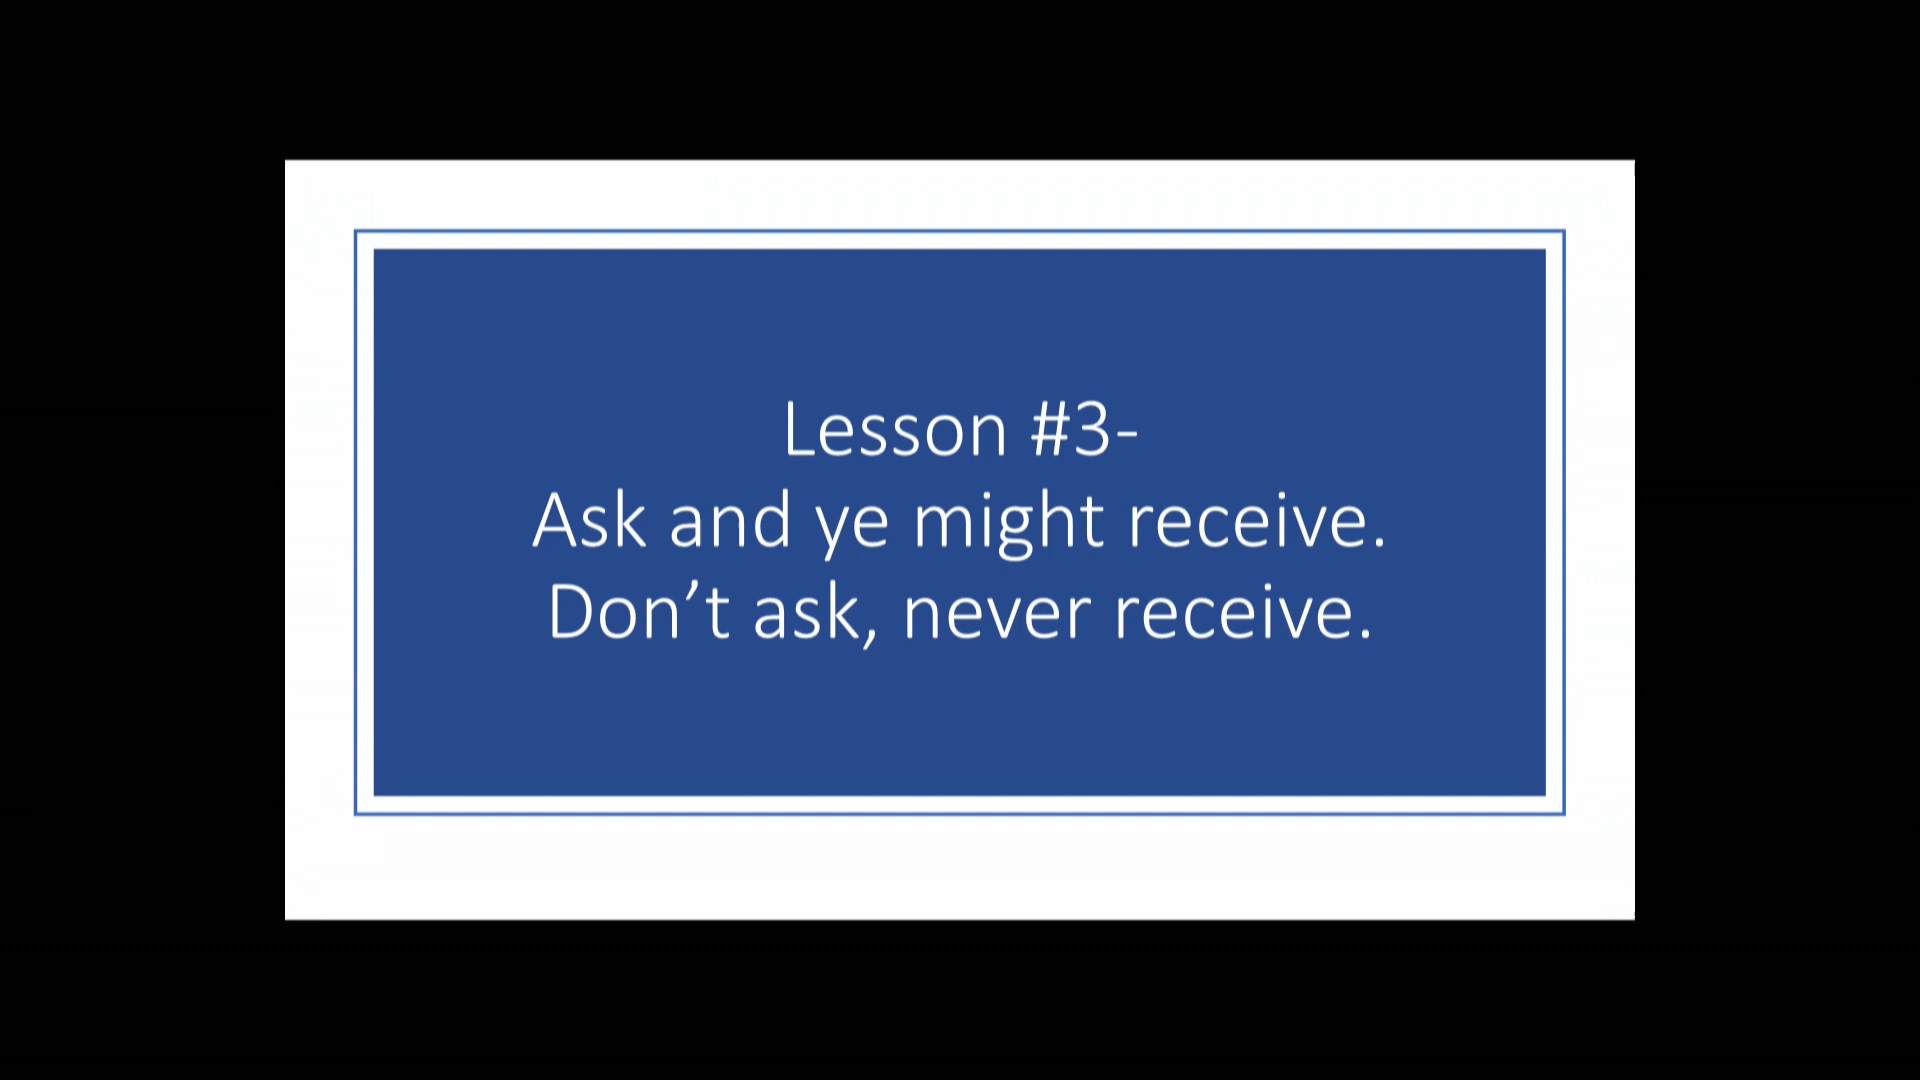 Lesson #3-
Ask and ye might receive.
Don’t ask, never receive.